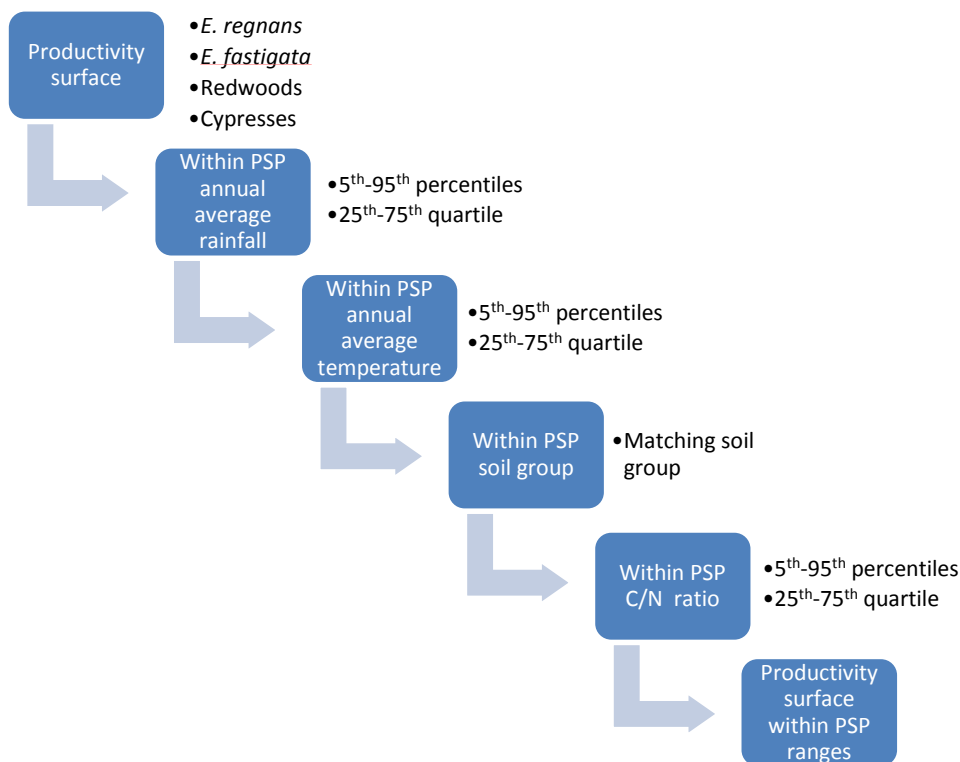 Productivity
surface
•E. regnans
•E. fastigata
•Redwoods
•Cypresses
Within PSP
annual
average
rainfall
•5th-95th percentiles
•25th-75th quartile
Within PSP
annual
average
temperature
•5th-95th percentiles
•25th-75th quartile
Within PSP
soil group
•Matching soil
group
Within PSP
C/N ratio
•5th-95th percentiles
•25th-75th quartile
Productivity
surface
within PSP
ranges